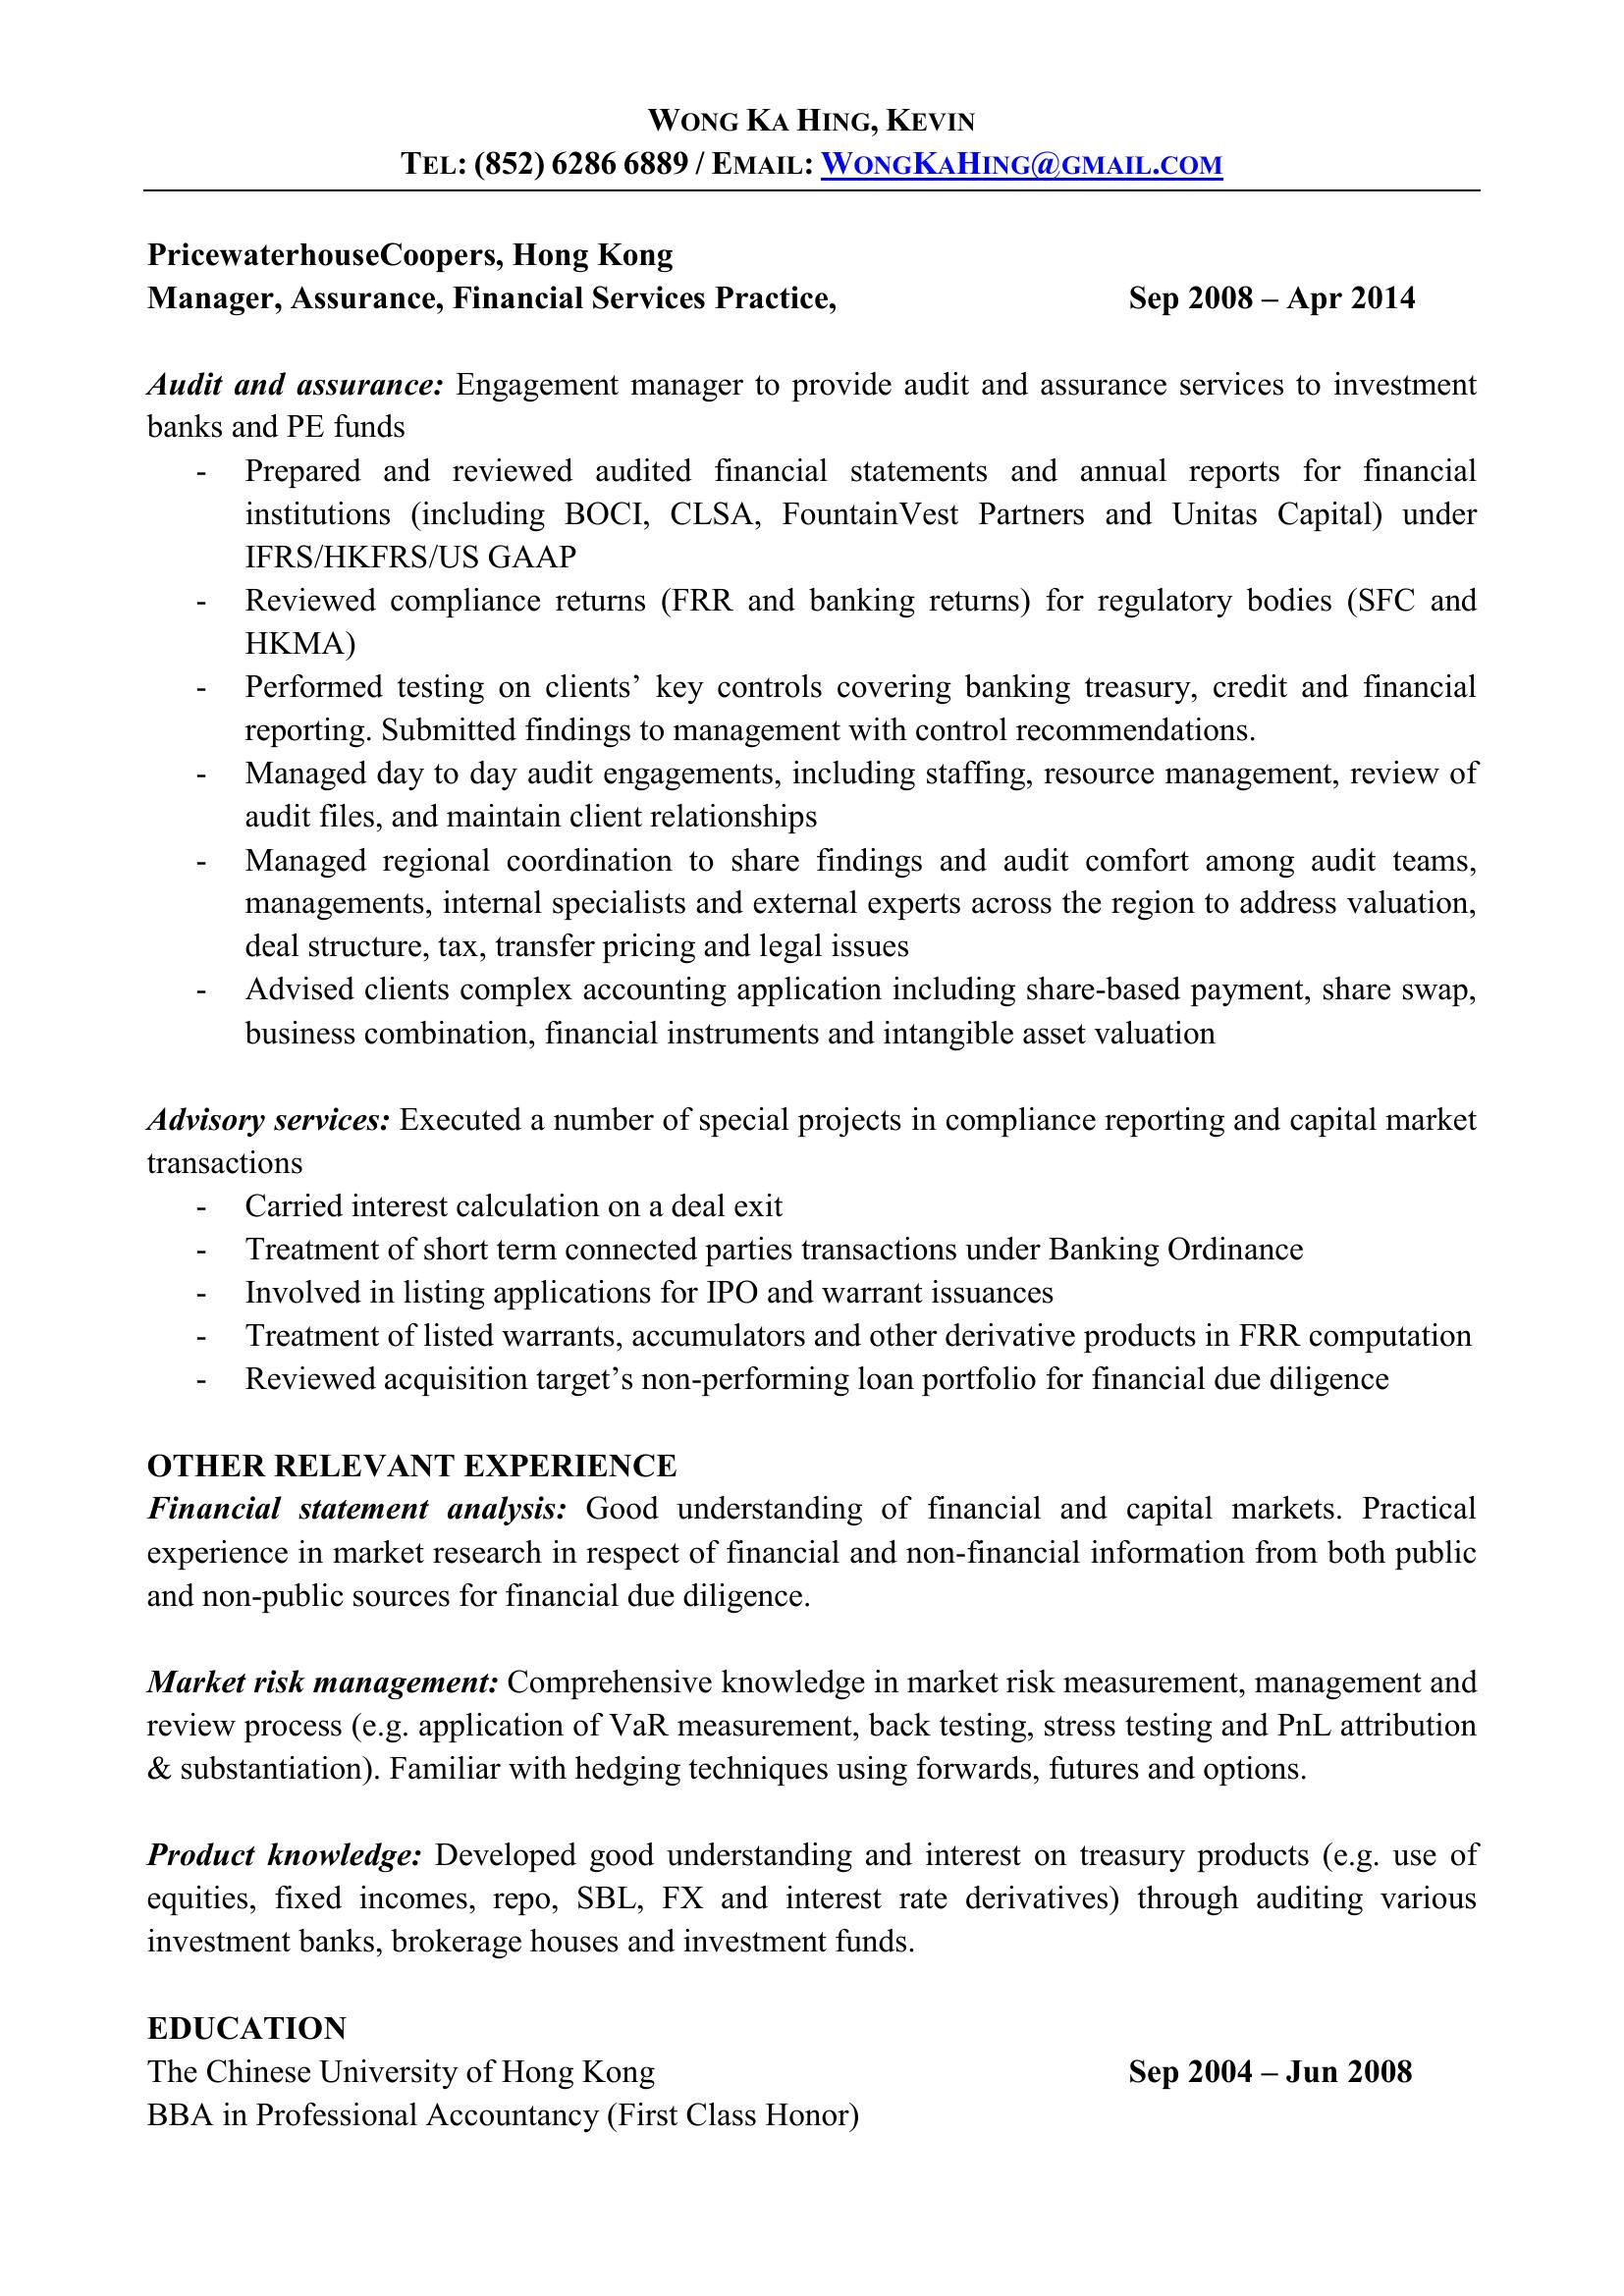 WONG KA HING, KEVIN
TEL: (852) 6286 6889 / EMAIL: WONGKAHING@GMAIL.COM
PricewaterhouseCoopers, Hong Kong
Manager, Assurance, Financial Services Practice, Sep 2008 – Apr 2014
Audit and assurance: Engagement manager to provide audit and assurance services to investment
banks and PE funds
- Prepared and reviewed audited financial statements and annual reports for financial
institutions (including BOCI, CLSA, FountainVest Partners and Unitas Capital) under
IFRS/HKFRS/US GAAP
- Reviewed compliance returns (FRR and banking returns) for regulatory bodies (SFC and
HKMA)
- Performed testing on clients’ key controls covering banking treasury, credit and financial
reporting. Submitted findings to management with control recommendations.
- Managed day to day audit engagements, including staffing, resource management, review of
audit files, and maintain client relationships
- Managed regional coordination to share findings and audit comfort among audit teams,
managements, internal specialists and external experts across the region to address valuation,
deal structure, tax, transfer pricing and legal issues
- Advised clients complex accounting application including share-based payment, share swap,
business combination, financial instruments and intangible asset valuation
Advisory services: Executed a number of special projects in compliance reporting and capital market
transactions
- Carried interest calculation on a deal exit
- Treatment of short term connected parties transactions under Banking Ordinance
- Involved in listing applications for IPO and warrant issuances
- Treatment of listed warrants, accumulators and other derivative products in FRR computation
- Reviewed acquisition target’s non-performing loan portfolio for financial due diligence
OTHER RELEVANT EXPERIENCE
Financial statement analysis: Good understanding of financial and capital markets. Practical
experience in market research in respect of financial and non-financial information from both public
and non-public sources for financial due diligence.
Market risk management: Comprehensive knowledge in market risk measurement, management and
review process (e.g. application of VaR measurement, back testing, stress testing and PnL attribution
& substantiation). Familiar with hedging techniques using forwards, futures and options.
Product knowledge: Developed good understanding and interest on treasury products (e.g. use of
equities, fixed incomes, repo, SBL, FX and interest rate derivatives) through auditing various
investment banks, brokerage houses and investment funds.
EDUCATION
The Chinese University of Hong Kong Sep 2004 – Jun 2008
BBA in Professional Accountancy (First Class Honor)